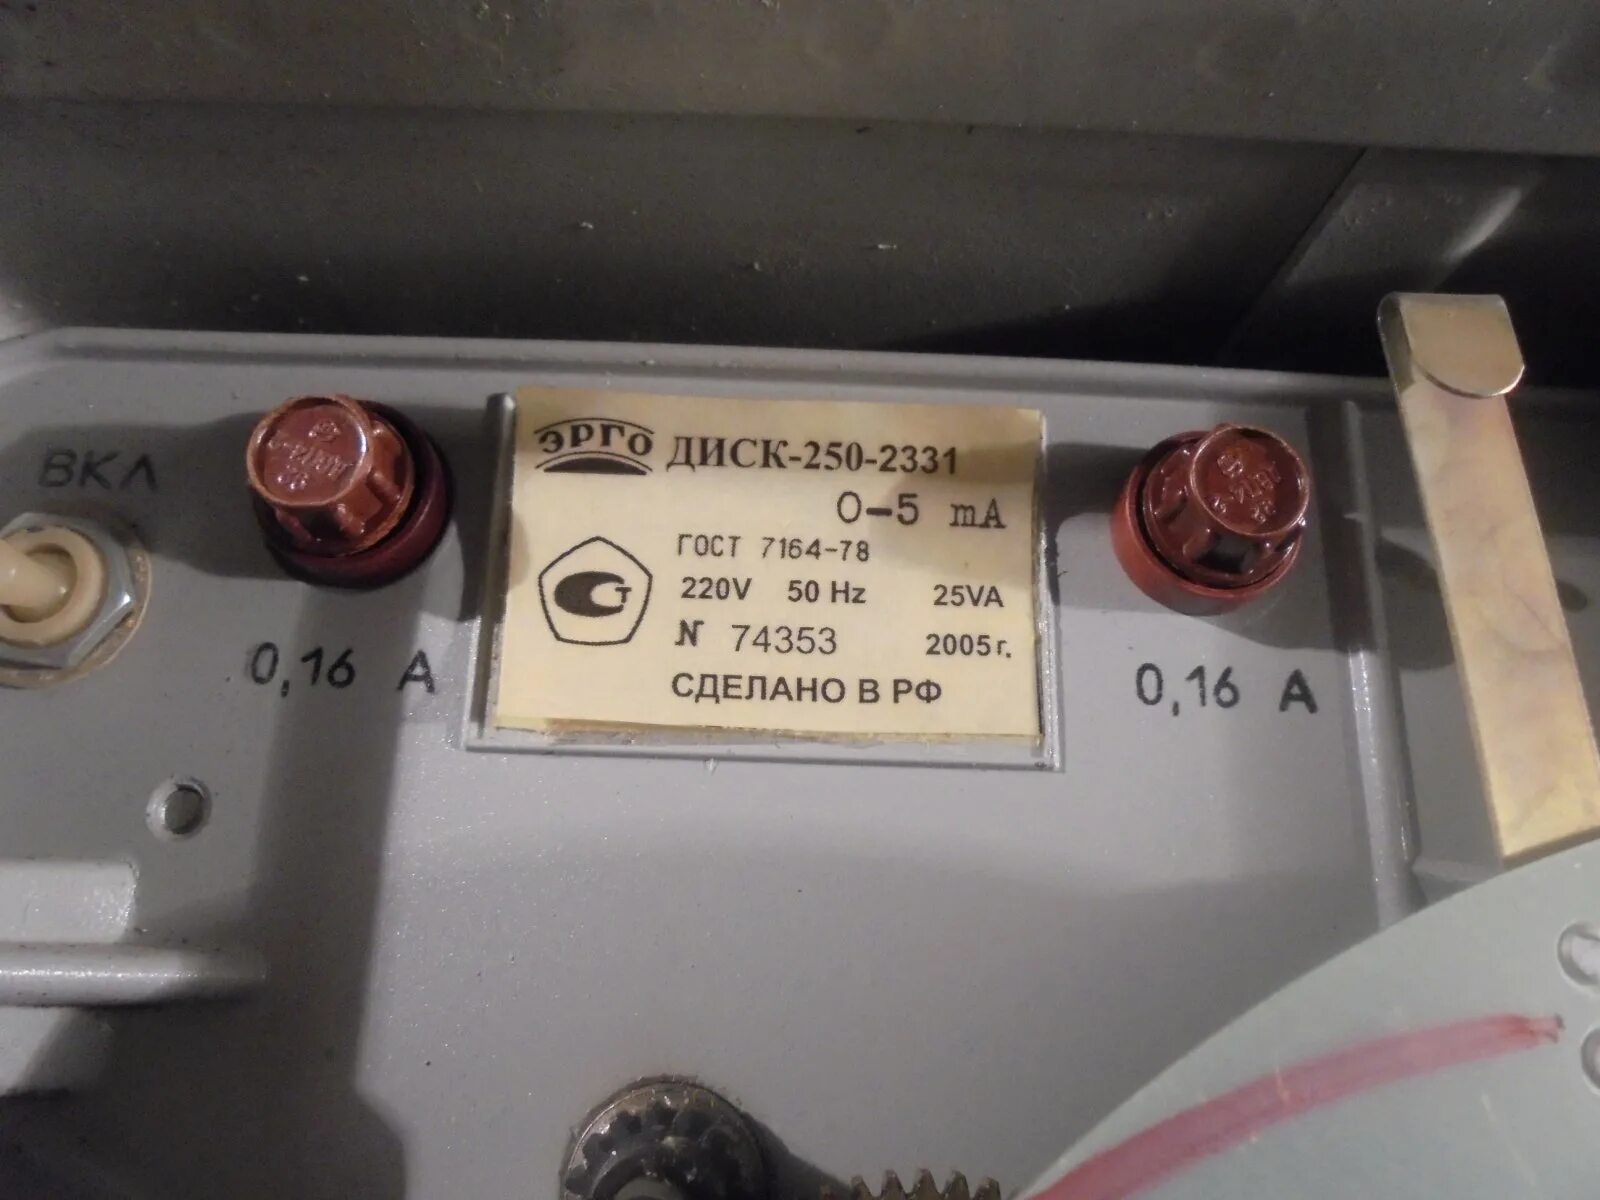 ВКЛ
ЭРГО ДИСК-250-2331
0-5 mA
ГОСТ 7164-78
220V 50 Hz 25VA
N 74353 2005г.
СДЕЛАНО В РФ
0,16 А
0,16 А